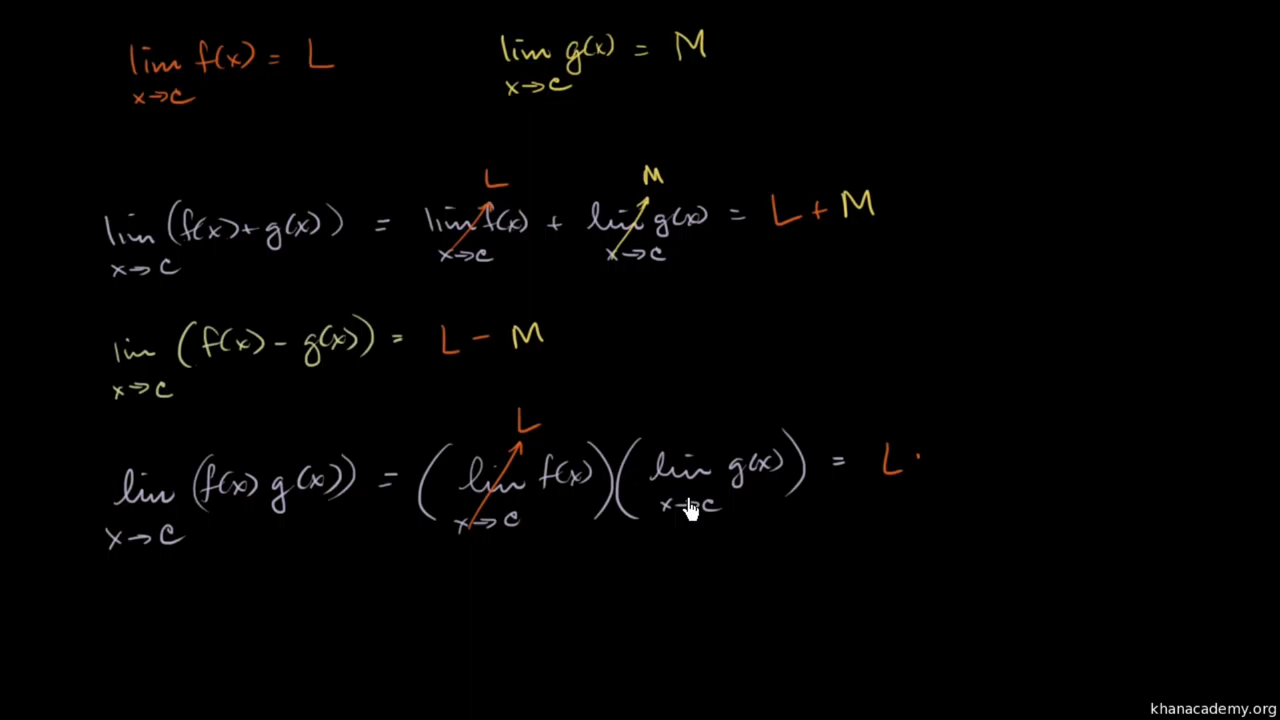 lim f(x) = L lim g(x) = M
x→c x→c
L M
lim (f(x)+g(x)) = lim f(x) + lim g(x) = L + M
x→c x→c x→c
lim (f(x) - g(x)) = L - M
x→c
L
lim (f(x) g(x)) = (lim f(x))(lim g(x)) = L ·
x→c x→c x→c
khanacademy.org